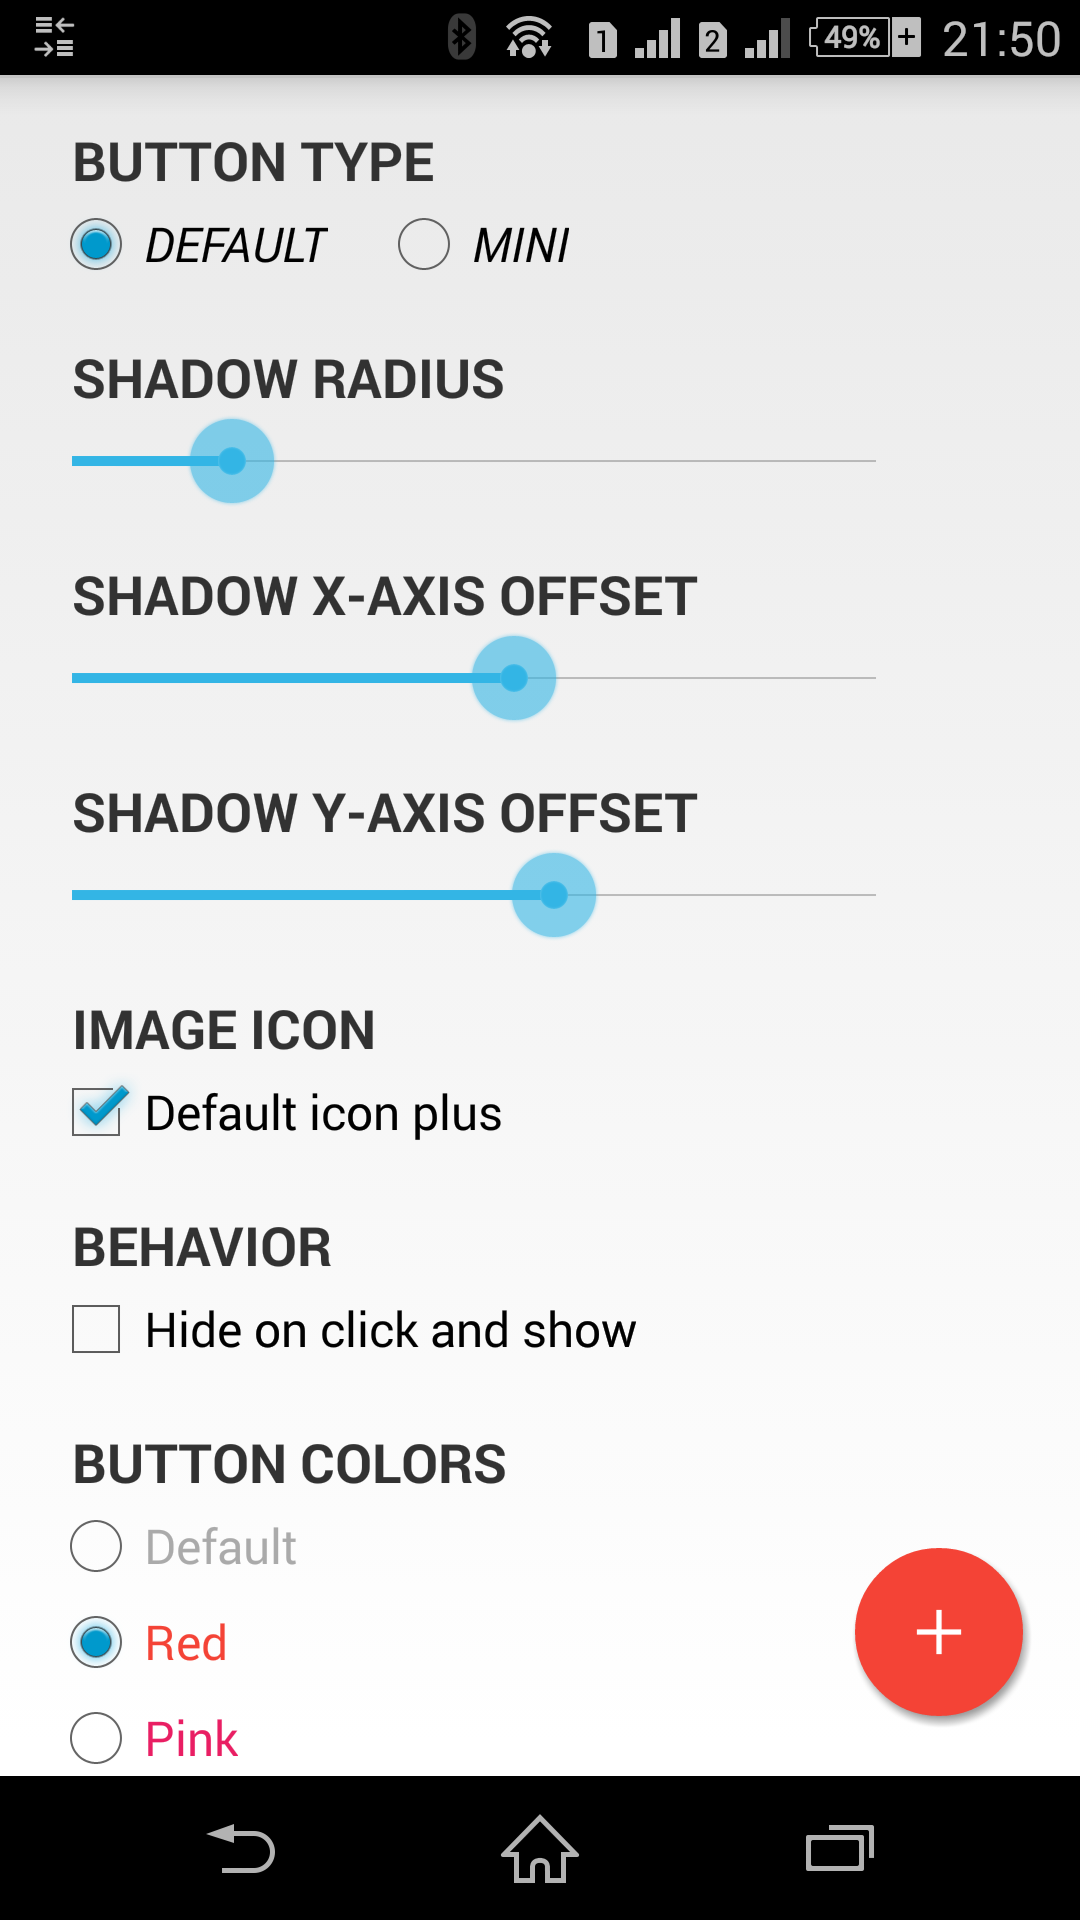 1 2 49% 21:50
BUTTON TYPE
DEFAULT MINI
SHADOW RADIUS
SHADOW X-AXIS OFFSET
SHADOW Y-AXIS OFFSET
IMAGE ICON
Default icon plus
BEHAVIOR
Hide on click and show
BUTTON COLORS
Default
Red
Pink